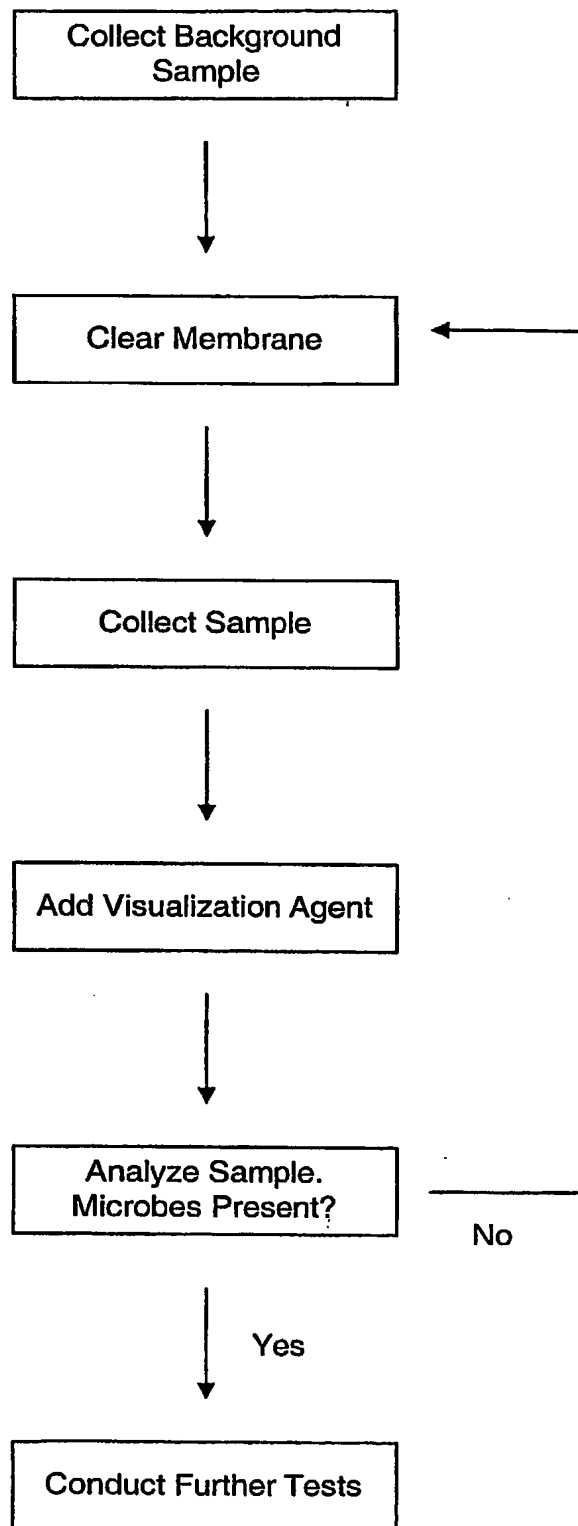 Collect Background
Sample
Clear Membrane
Collect Sample
Add Visualization Agent
Analyze Sample.
Microbes Present?
No
Yes
Conduct Further Tests